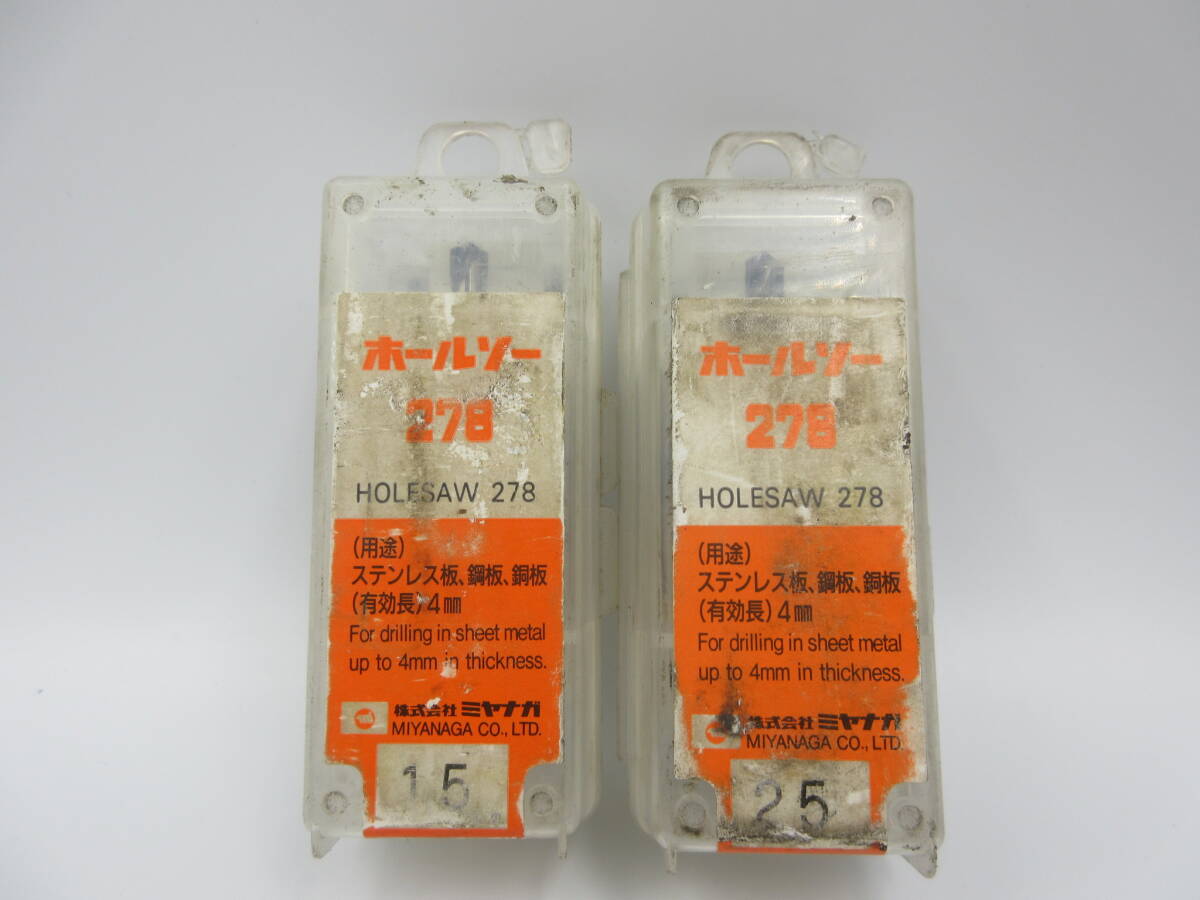 ホールソー
278
HOLESAW 278
(用途)
ステンレス板、鋼板、銅板
(有効長)4㎜
For drilling in sheet metal
up to 4mm in thickness.
株式会社ミヤナガ
MIYANAGA CO., LTD.
15
ホールソー
278
HOLESAW 278
(用途)
ステンレス板、鋼板、銅板
(有効長)4㎜
For drilling in sheet metal
up to 4mm in thickness.
株式会社ミヤナガ
MIYANAGA CO., LTD.
25